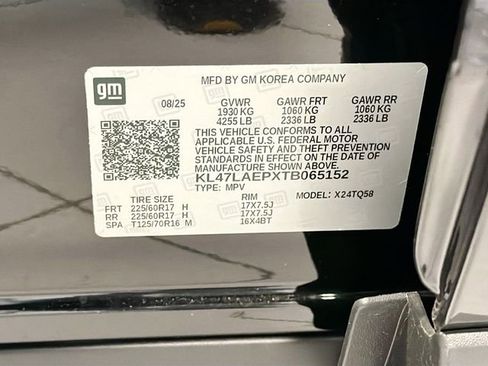 gm
MFD BY GM KOREA COMPANY
08/25 GVWR GAWR FRT GAWR RR
1930 KG 1060 KG 1060 KG
4255 LB 2336 LB 2336 LB
THIS VEHICLE CONFORMS TO ALL
APPLICABLE U.S. FEDERAL MOTOR
VEHICLE SAFETY AND THEFT PREVENTION
STANDARDS IN EFFECT ON THE DATE OF
MANUFACTURE SHOWN ABOVE.
KL47LAEPXTB065152
TYPE: MPV MODEL: X24TQ58
TIRE SIZE RIM
FRT 225/60R17 H 17X7.5J
RR 225/60R17 H 17X7.5J
SPA T125/70R16 M 16X4BT